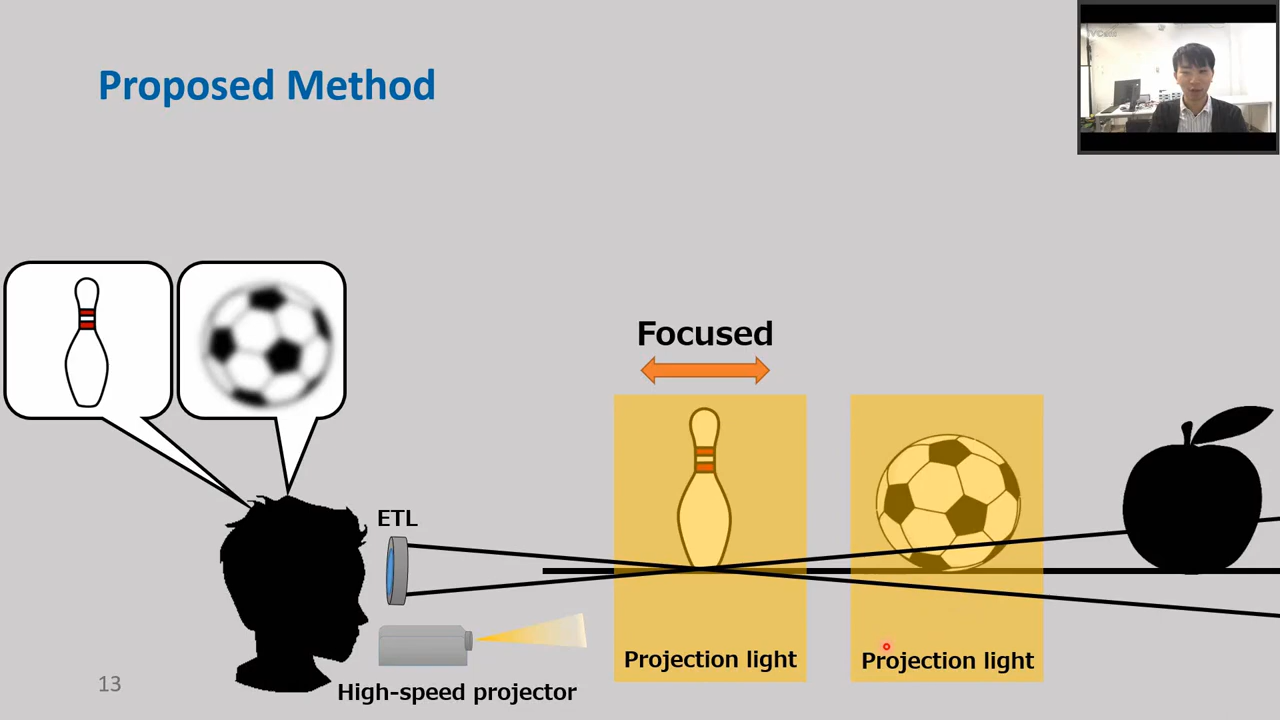 Proposed Method
Focused
ETL
Projection light
Projection light
High-speed projector
13